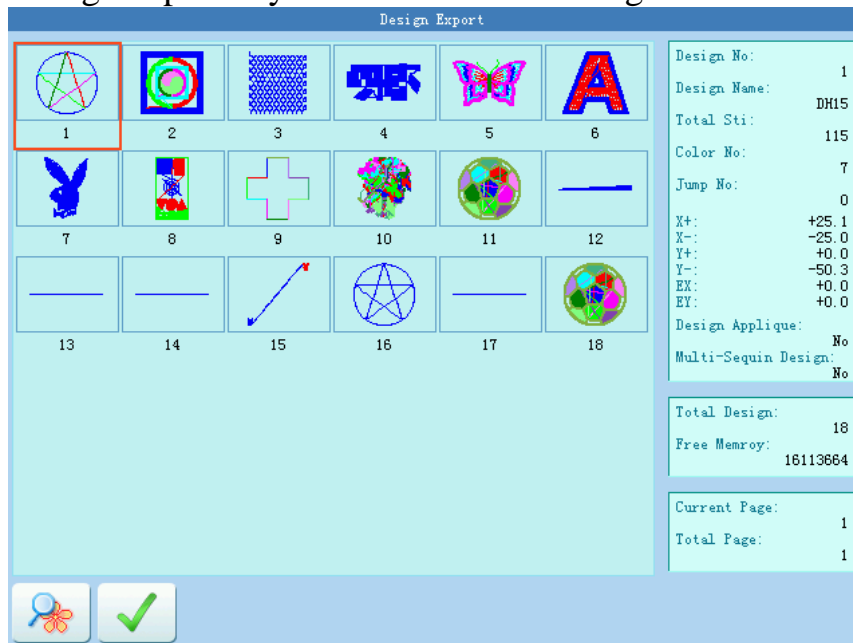 Design Export
1 2 3 4 5 6
7 8 9 10 11 12
13 14 15 16 17 18
Design No:
1
Design Name:
DH15
Total Sti:
115
Color No:
7
Jump No:
0
X+: +25.1
X-: -25.0
Y+: +0.0
Y-: -50.3
EX: +0.0
EY: +0.0
Design Applique:
No
Multi-Sequin Design:
No
Total Design:
18
Free Memroy:
16113664
Current Page:
1
Total Page:
1